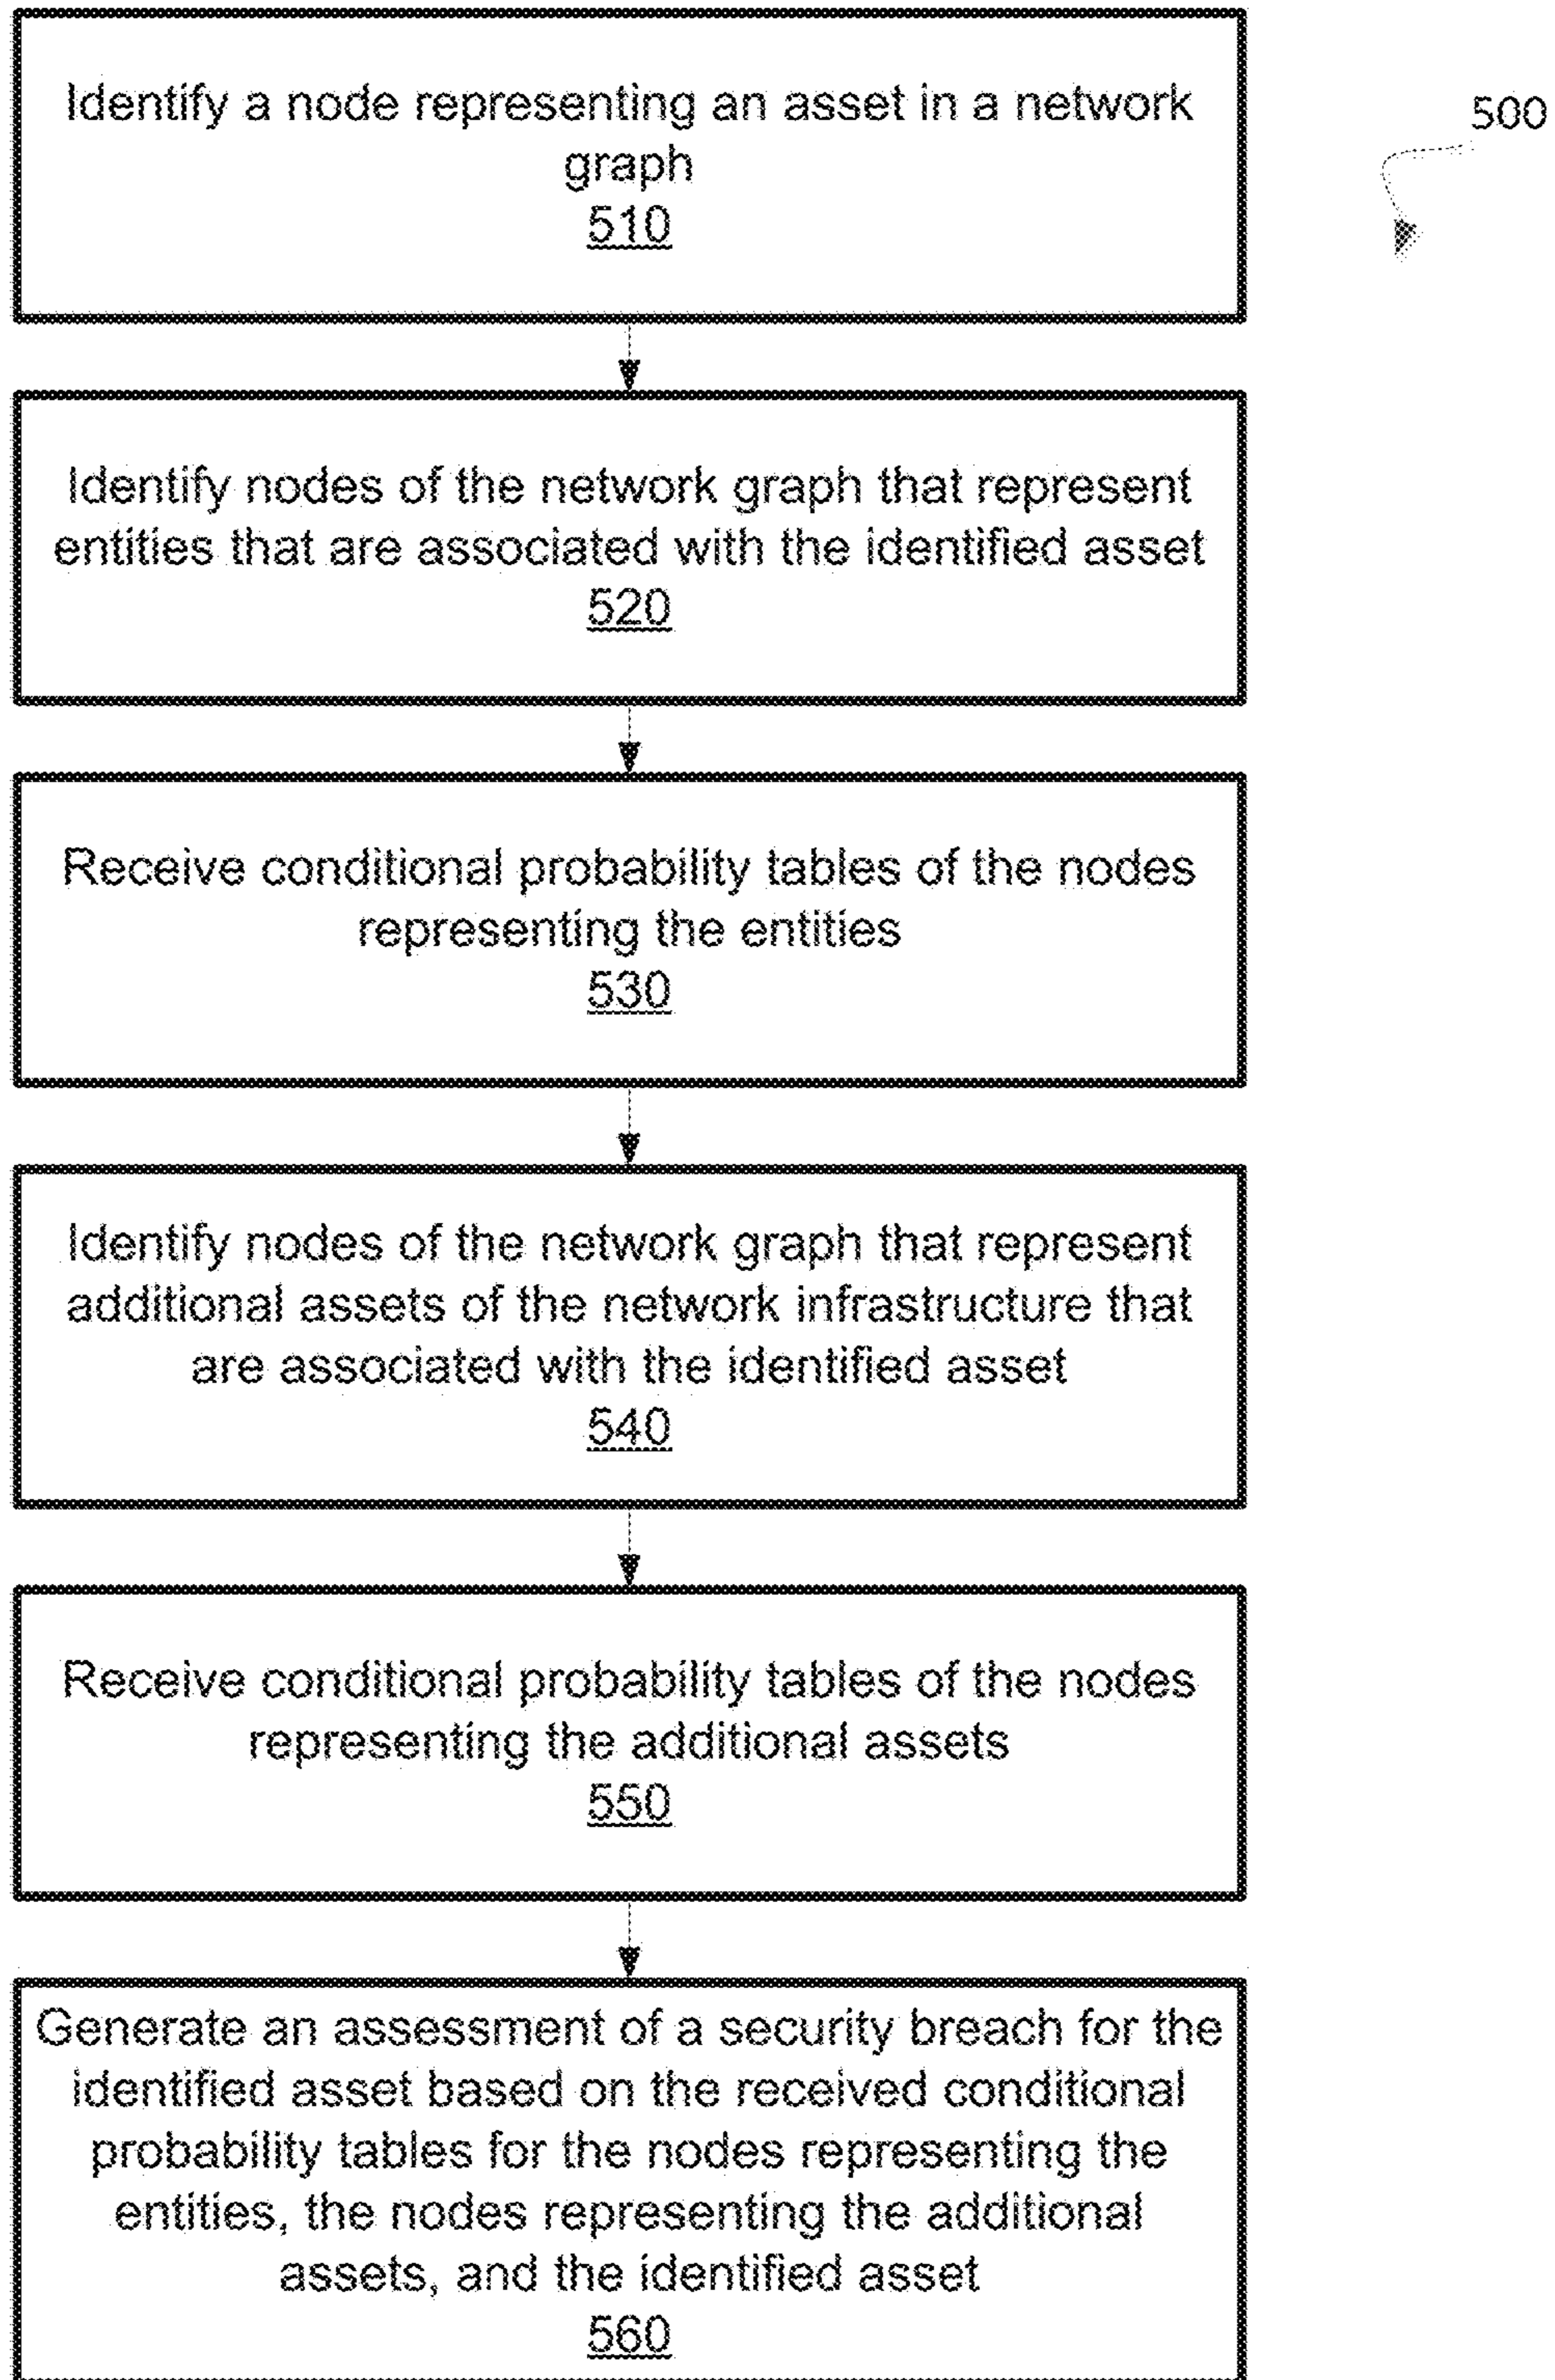 Identify a node representing an asset in a network
graph
510
500
Identify nodes of the network graph that represent
entities that are associated with the identified asset
520
Receive conditional probability tables of the nodes
representing the entities
530
Identify nodes of the network graph that represent
additional assets of the network infrastructure that
are associated with the identified asset
540
Receive conditional probability tables of the nodes
representing the additional assets
550
Generate an assessment of a security breach for the
identified asset based on the received conditional
probability tables for the nodes representing the
entities, the nodes representing the additional
assets, and the identified asset
560